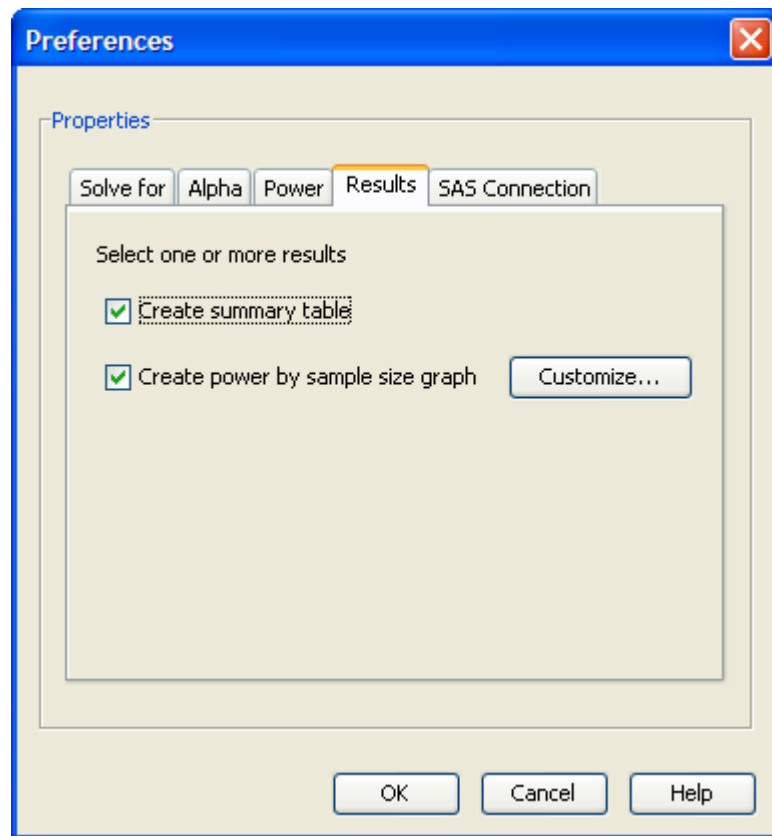 Preferences
Properties
Solve for Alpha Power Results SAS Connection
Select one or more results
Create summary table
Create power by sample size graph Customize...
OK Cancel Help